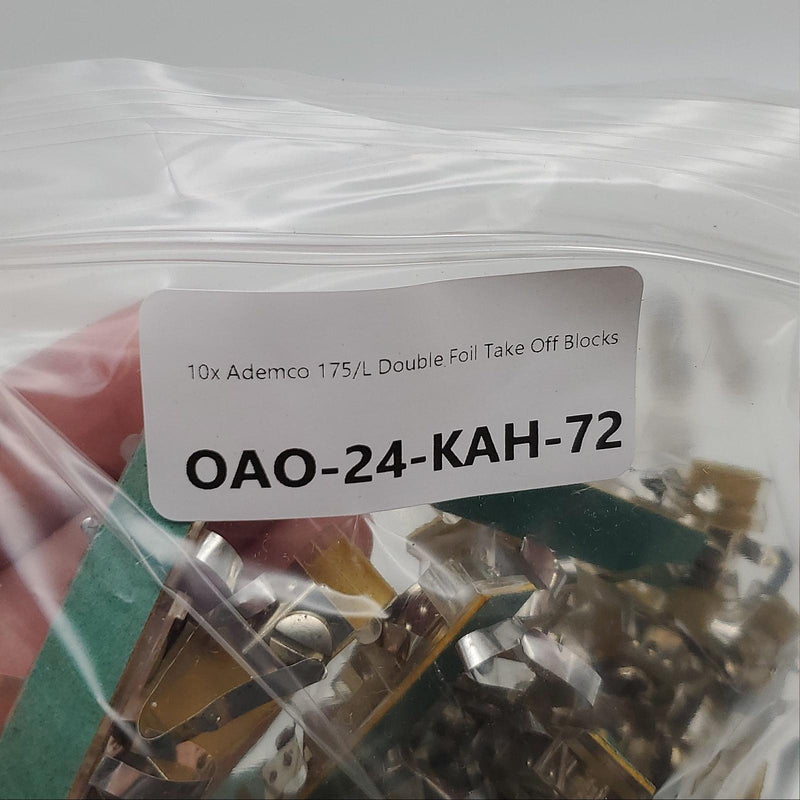 10x Ademco 175/L Double Foil Take Off Blocks
OAO-24-KAH-72